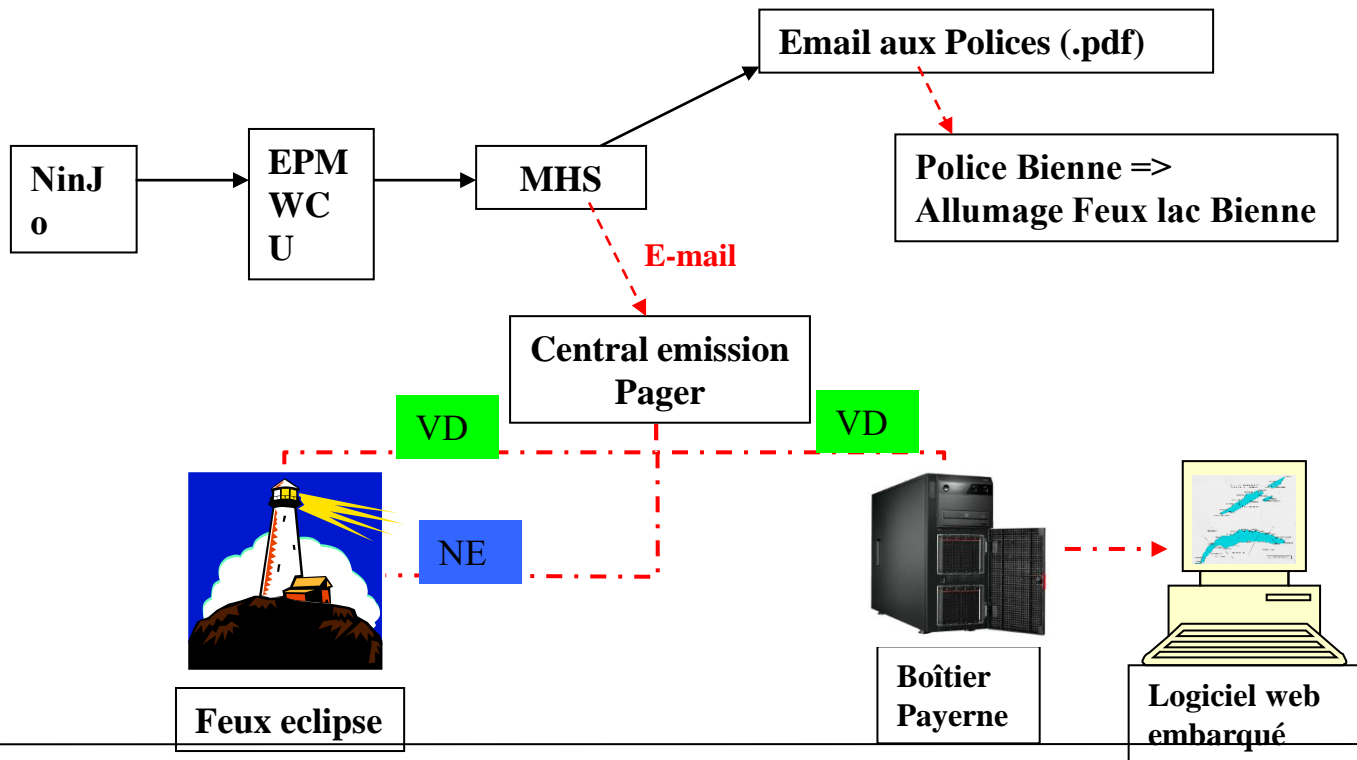 Email aux Polices (.pdf)
NinJ
o
EPM
WC
U
MHS
Police Bienne =>
Allumage Feux lac Bienne
E-mail
Central emission
Pager
VD
VD
NE
Feux eclipse
Boîtier
Payerne
Logiciel web
embarqué